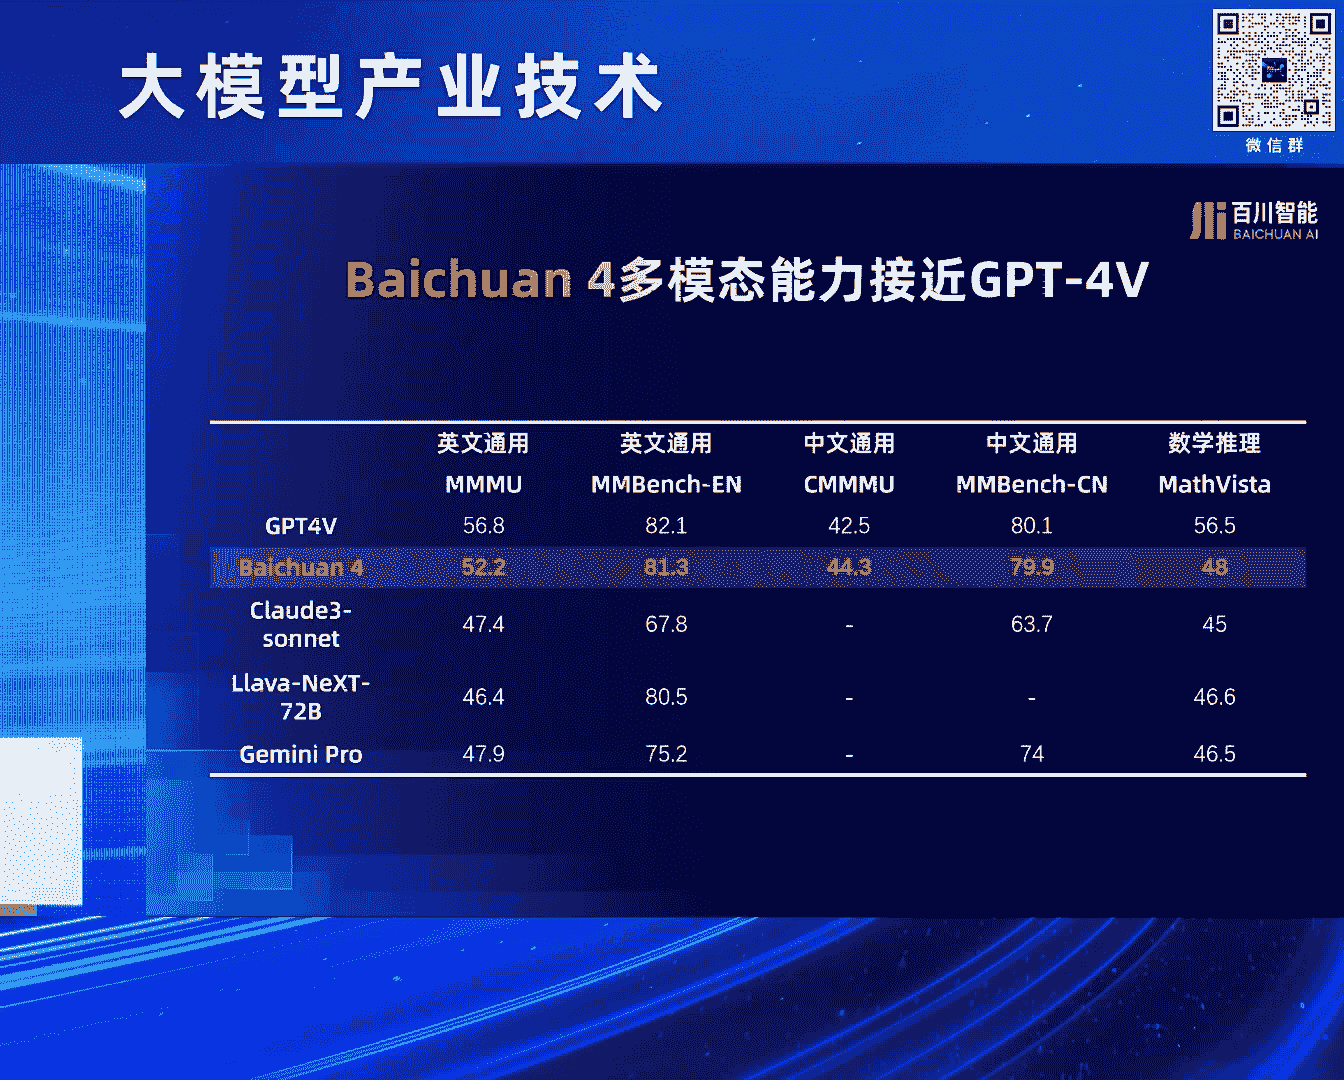 大模型产业技术
微信群
百川智能
BAICHUAN AI
Baichuan 4多模态能力接近GPT-4V
英文通用 英文通用 中文通用 中文通用 数学推理
MMMU MMBench-EN CMMMU MMBench-CN MathVista
GPT4V 56.8 82.1 42.5 80.1 56.5
Baichuan 4 52.2 81.3 44.3 79.9 48
Claude3-
sonnet 47.4 67.8 - 63.7 45
Llava-NeXT-
72B 46.4 80.5 - - 46.6
Gemini Pro 47.9 75.2 - 74 46.5